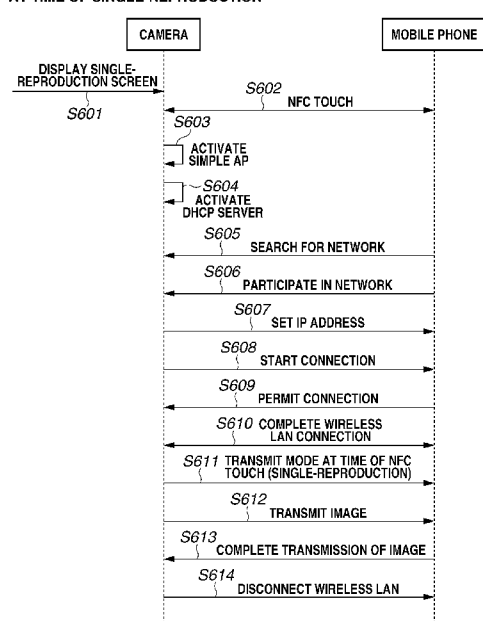 AT TIME OF SINGLE REPRODUCTION
CAMERA
MOBILE PHONE
DISPLAY SINGLE-
REPRODUCTION SCREEN
S601
S602
NFC TOUCH
S603
ACTIVATE
SIMPLE AP
S604
ACTIVATE
DHCP SERVER
S605
SEARCH FOR NETWORK
S606
PARTICIPATE IN NETWORK
S607
SET IP ADDRESS
S608
START CONNECTION
S609
PERMIT CONNECTION
S610 COMPLETE WIRELESS
LAN CONNECTION
S611 TRANSMIT MODE AT TIME OF NFC
TOUCH (SINGLE-REPRODUCTION)
S612
TRANSMIT IMAGE
S613
COMPLETE TRANSMISSION OF IMAGE
S614
DISCONNECT WIRELESS LAN